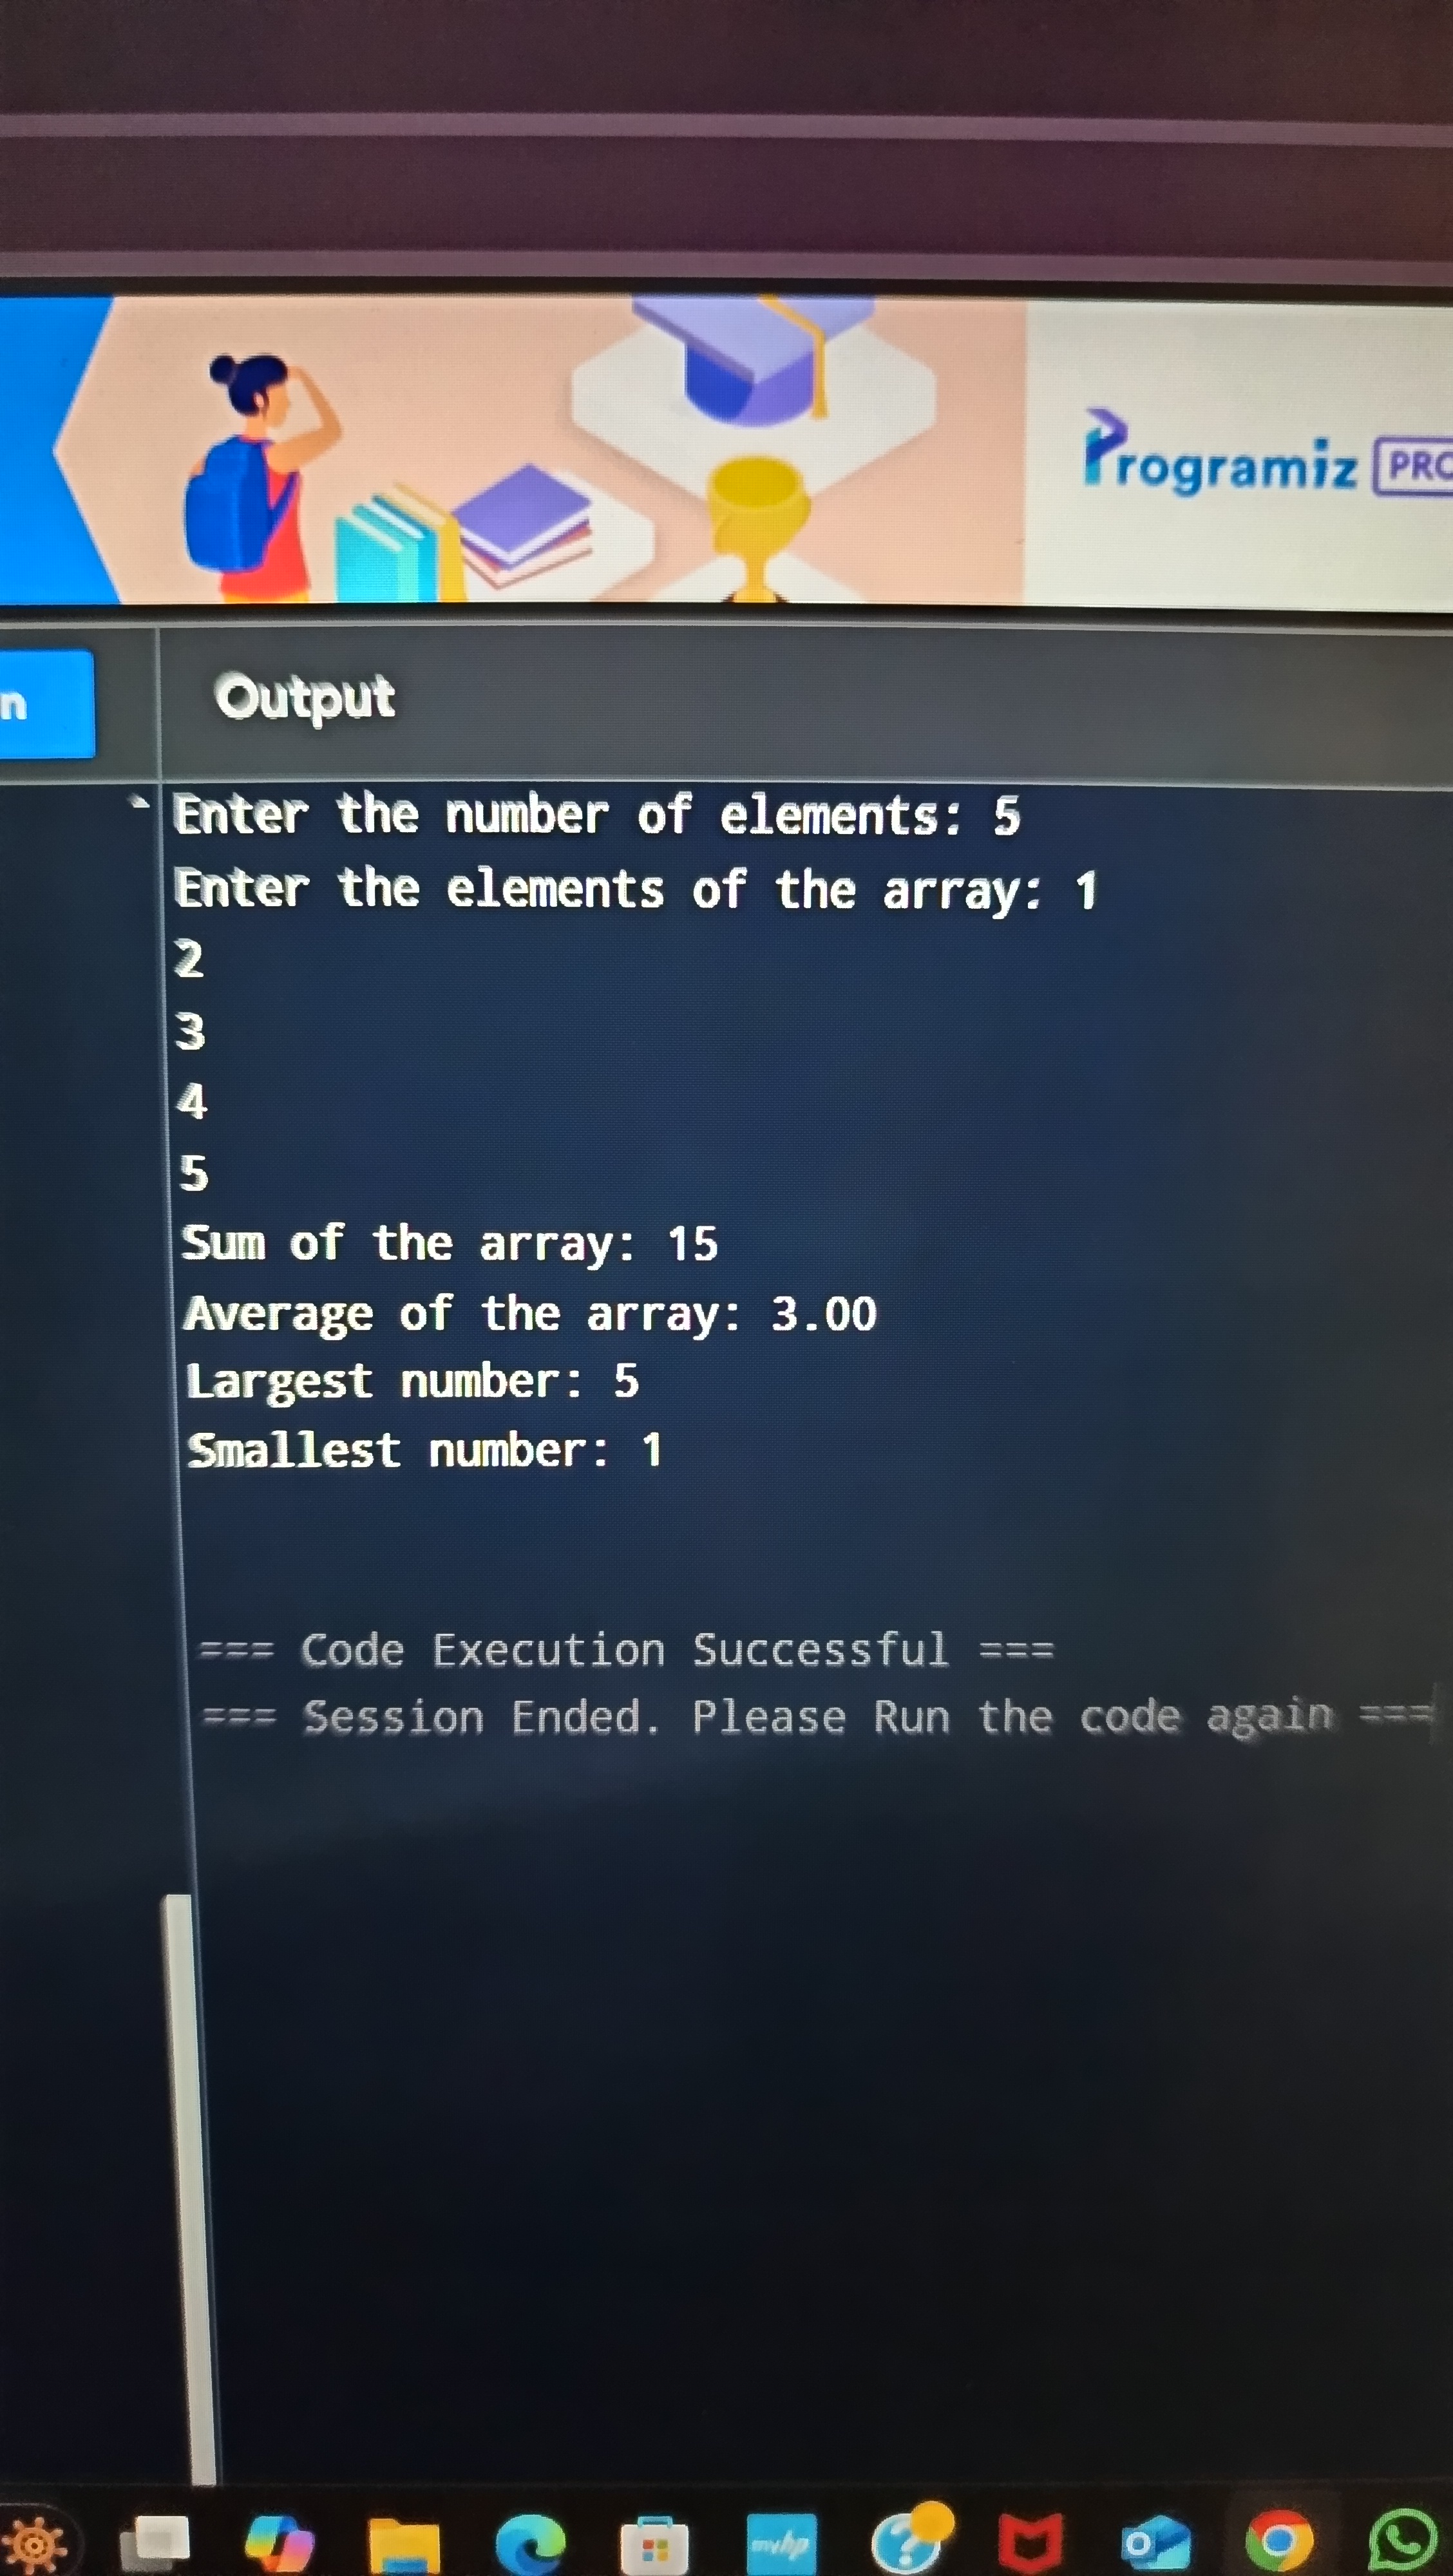 Programiz PRO
n
Output
Enter the number of elements: 5
Enter the elements of the array: 1
2
3
4
5
Sum of the array: 15
Average of the array: 3.00
Largest number: 5
Smallest number: 1
=== Code Execution Successful ===
=== Session Ended. Please Run the code again ===
myhp